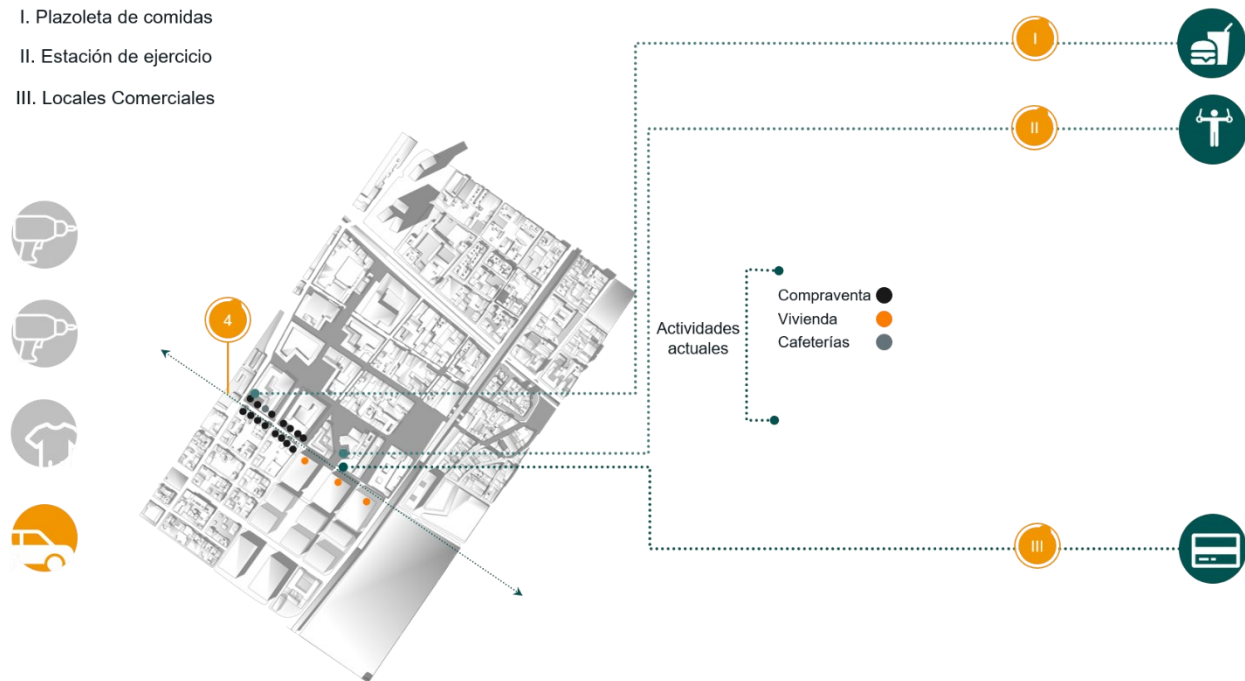 I. Plazoleta de comidas
II. Estación de ejercicio
III. Locales Comerciales
I
II
4
Actividades
actuales
Compraventa
Vivienda
Cafeterías
III